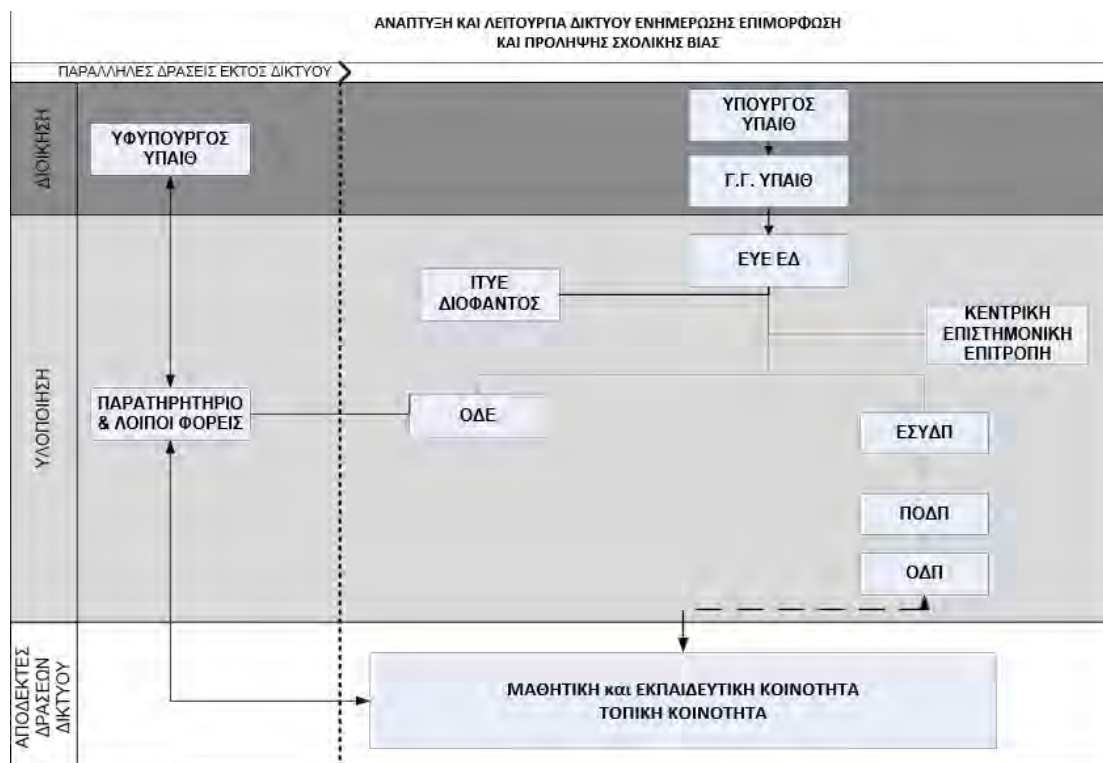 ΑΝΑΠΤΥΞΗ ΚΑΙ ΛΕΙΤΟΥΡΓΙΑ ΔΙΚΤΥΟΥ ΕΝΗΜΕΡΩΣΗΣ ΕΠΙΜΟΡΦΩΣΗ
ΚΑΙ ΠΡΟΛΗΨΗΣ ΣΧΟΛΙΚΗΣ ΒΙΑΣ
ΠΑΡΑΛΛΗΛΕΣ ΔΡΑΣΕΙΣ ΕΚΤΟΣ ΔΙΚΤΥΟΥ
ΔΙΟΙΚΗΣΗ
ΥΦΥΠΟΥΡΓΟΣ
ΥΠΑΙΘ
ΥΠΟΥΡΓΟΣ
ΥΠΑΙΘ
Γ.Γ. ΥΠΑΙΘ
ΥΛΟΠΟΙΗΣΗ
ΕΥΕ ΕΔ
ΙΤΥΕ
ΔΙΟΦΑΝΤΟΣ
ΚΕΝΤΡΙΚΗ
ΕΠΙΣΤΗΜΟΝΙΚΗ
ΕΠΙΤΡΟΠΗ
ΠΑΡΑΤΗΡΗΤΗΡΙΟ
& ΛΟΙΠΟΙ ΦΟΡΕΙΣ
ΟΔΕ
ΕΣΥΔΠ
ΠΟΔΠ
ΟΔΠ
ΑΠΟΔΕΚΤΕΣ
ΔΡΑΣΕΩΝ
ΔΙΚΤΥΟΥ
ΜΑΘΗΤΙΚΗ και ΕΚΠΑΙΔΕΥΤΙΚΗ ΚΟΙΝΟΤΗΤΑ
ΤΟΠΙΚΗ ΚΟΙΝΟΤΗΤΑ